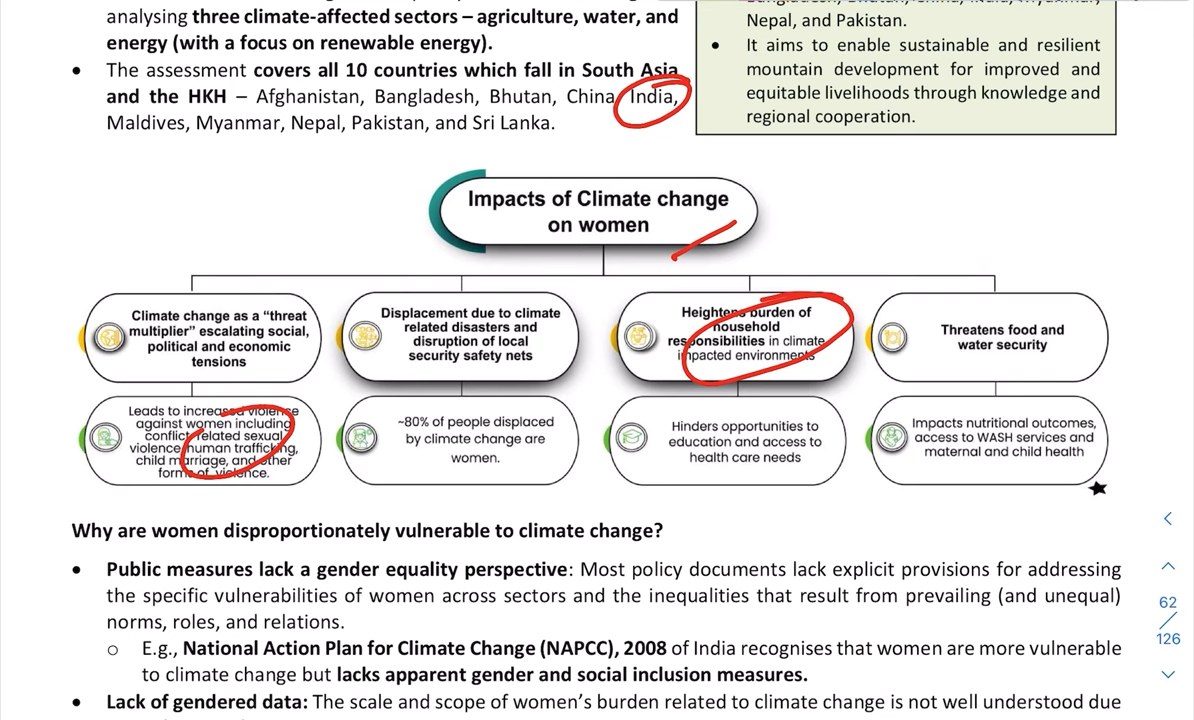 analysing three climate-affected sectors – agriculture, water, and
energy (with a focus on renewable energy).
• The assessment covers all 10 countries which fall in South Asia
and the HKH – Afghanistan, Bangladesh, Bhutan, China, India,
Maldives, Myanmar, Nepal, Pakistan, and Sri Lanka.
Nepal, and Pakistan.
• It aims to enable sustainable and resilient
mountain development for improved and
equitable livelihoods through knowledge and
regional cooperation.
Impacts of Climate change
on women
Climate change as a “threat
multiplier” escalating social,
political and economic
tensions
Leads to increased violence
against women including
conflict related sexual
violence, human trafficking,
child marriage, and other
forms of violence.
Displacement due to climate
related disasters and
disruption of local
security safety nets
~80% of people displaced
by climate change are
women.
Heightens burden of
household
responsibilities in climate
impacted environments
Hinders opportunities to
education and access to
health care needs
Threatens food and
water security
Impacts nutritional outcomes,
access to WASH services and
maternal and child health
Why are women disproportionately vulnerable to climate change?
• Public measures lack a gender equality perspective: Most policy documents lack explicit provisions for addressing
the specific vulnerabilities of women across sectors and the inequalities that result from prevailing (and unequal)
norms, roles, and relations.
o E.g., National Action Plan for Climate Change (NAPCC), 2008 of India recognises that women are more vulnerable
to climate change but lacks apparent gender and social inclusion measures.
• Lack of gendered data: The scale and scope of women’s burden related to climate change is not well understood due
62
126